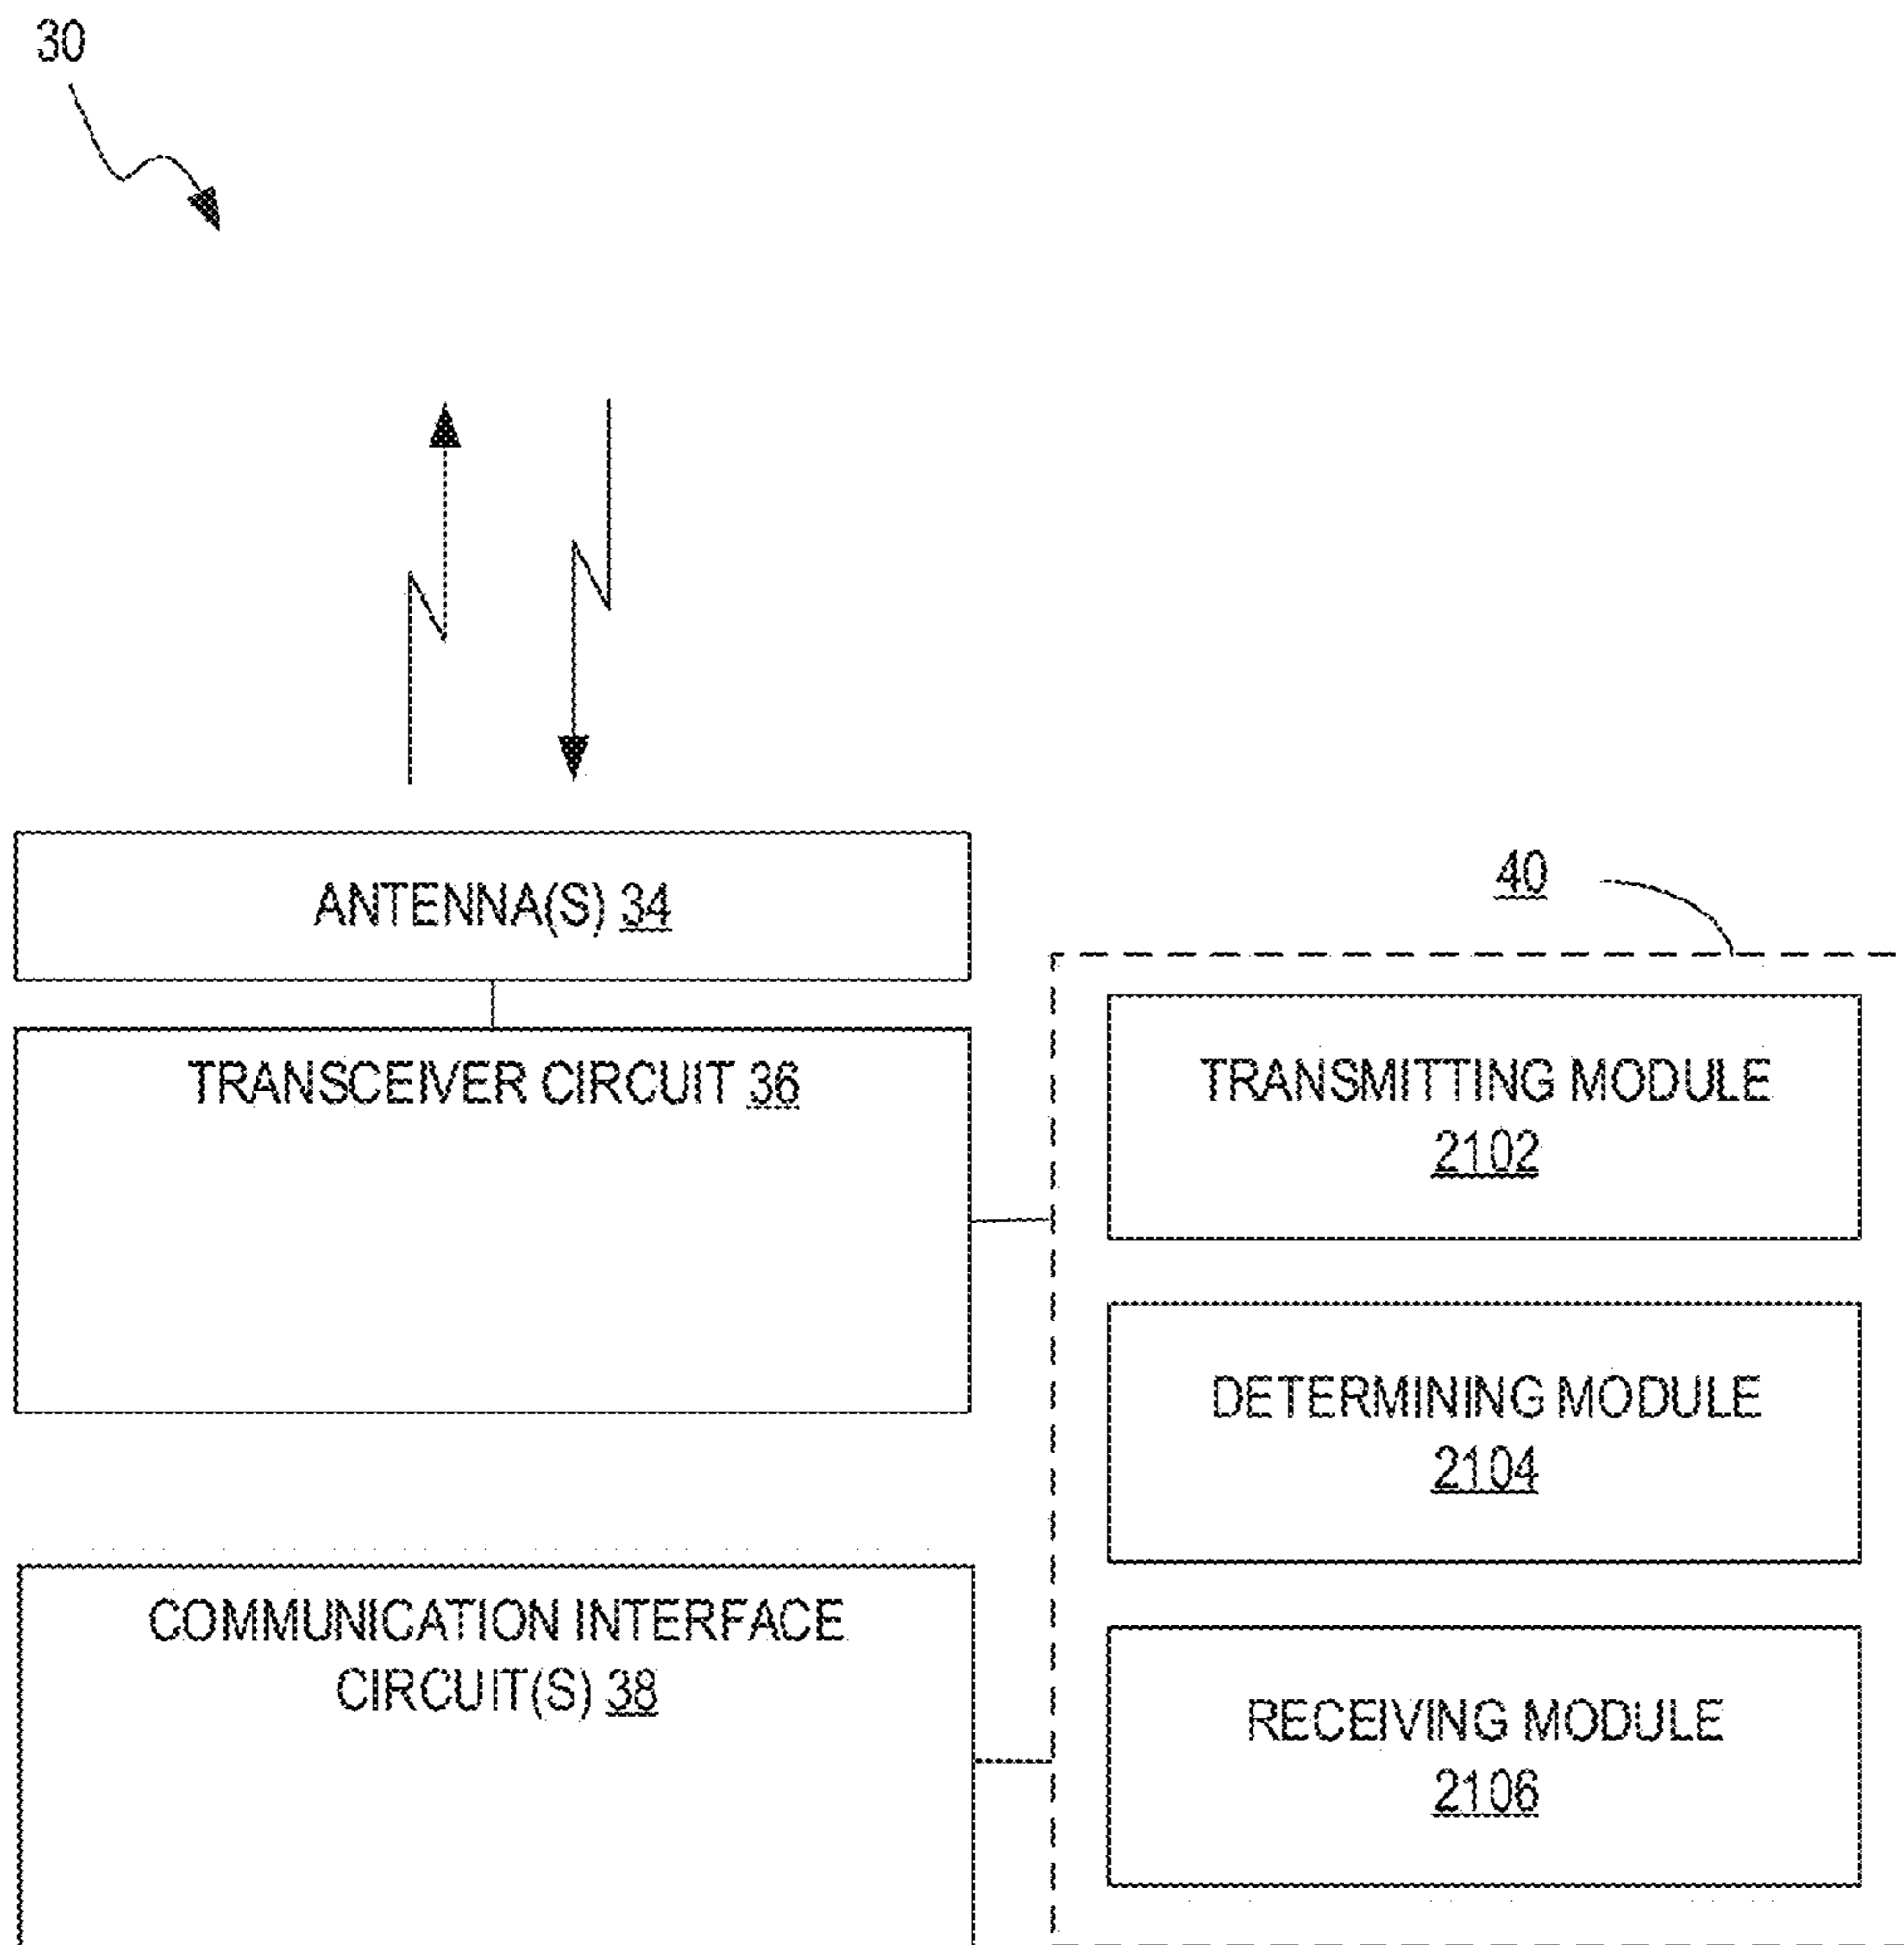 30
ANTENNA(S) 34
40
TRANSCEIVER CIRCUIT 36
TRANSMITTING MODULE
2102
DETERMINING MODULE
2104
COMMUNICATION INTERFACE
CIRCUIT(S) 38
RECEIVING MODULE
2106